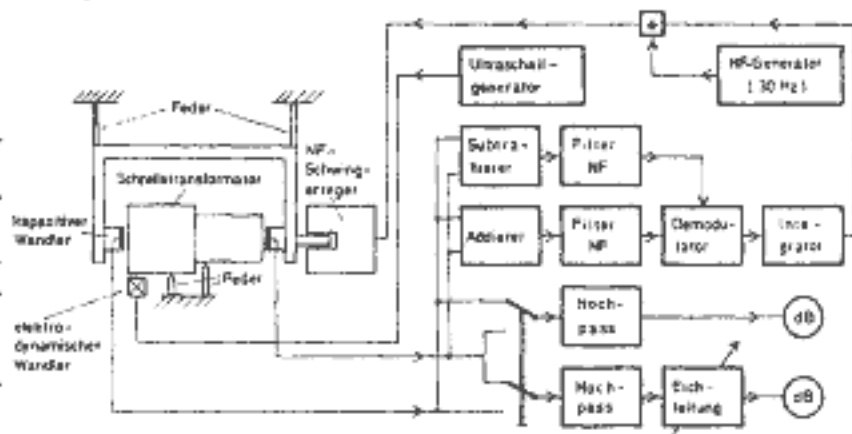 Feder
Ultraschall-
generator
NF-Generator
( 30 Hz )
NF-
Schwing-
erreger
Schnelletransformator
kapazitiver
Wandler
Feder
elektro-
dynamischer
Wandler
Subtra-
hierer
Filter
NF
Addierer
Filter
NF
Demodu-
lator
Inte-
grator
Hoch-
pass
dB
Hoch-
pass
Eich-
leitung
dB